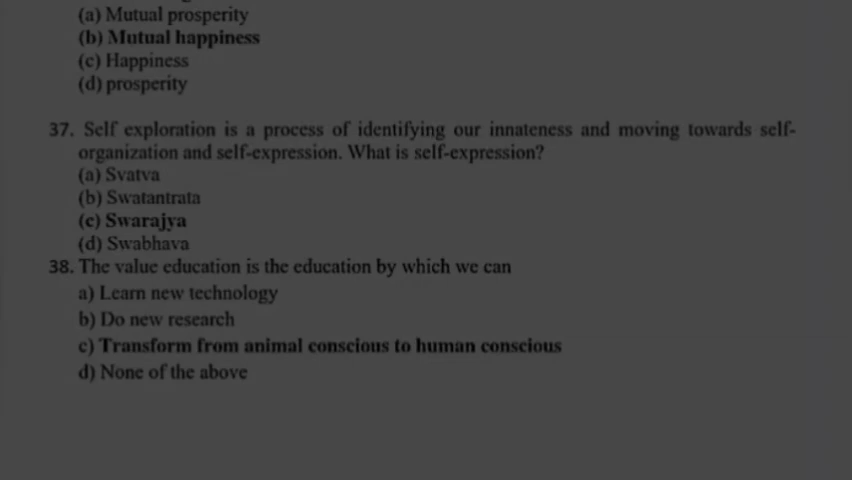 (a) Mutual prosperity
(b) Mutual happiness
(c) Happiness
(d) prosperity
37. Self exploration is a process of identifying our innateness and moving towards self-
organization and self-expression. What is self-expression?
(a) Svatva
(b) Swatantrata
(c) Swarajya
(d) Swabhava
38. The value education is the education by which we can
a) Learn new technology
b) Do new research
c) Transform from animal conscious to human conscious
d) None of the above